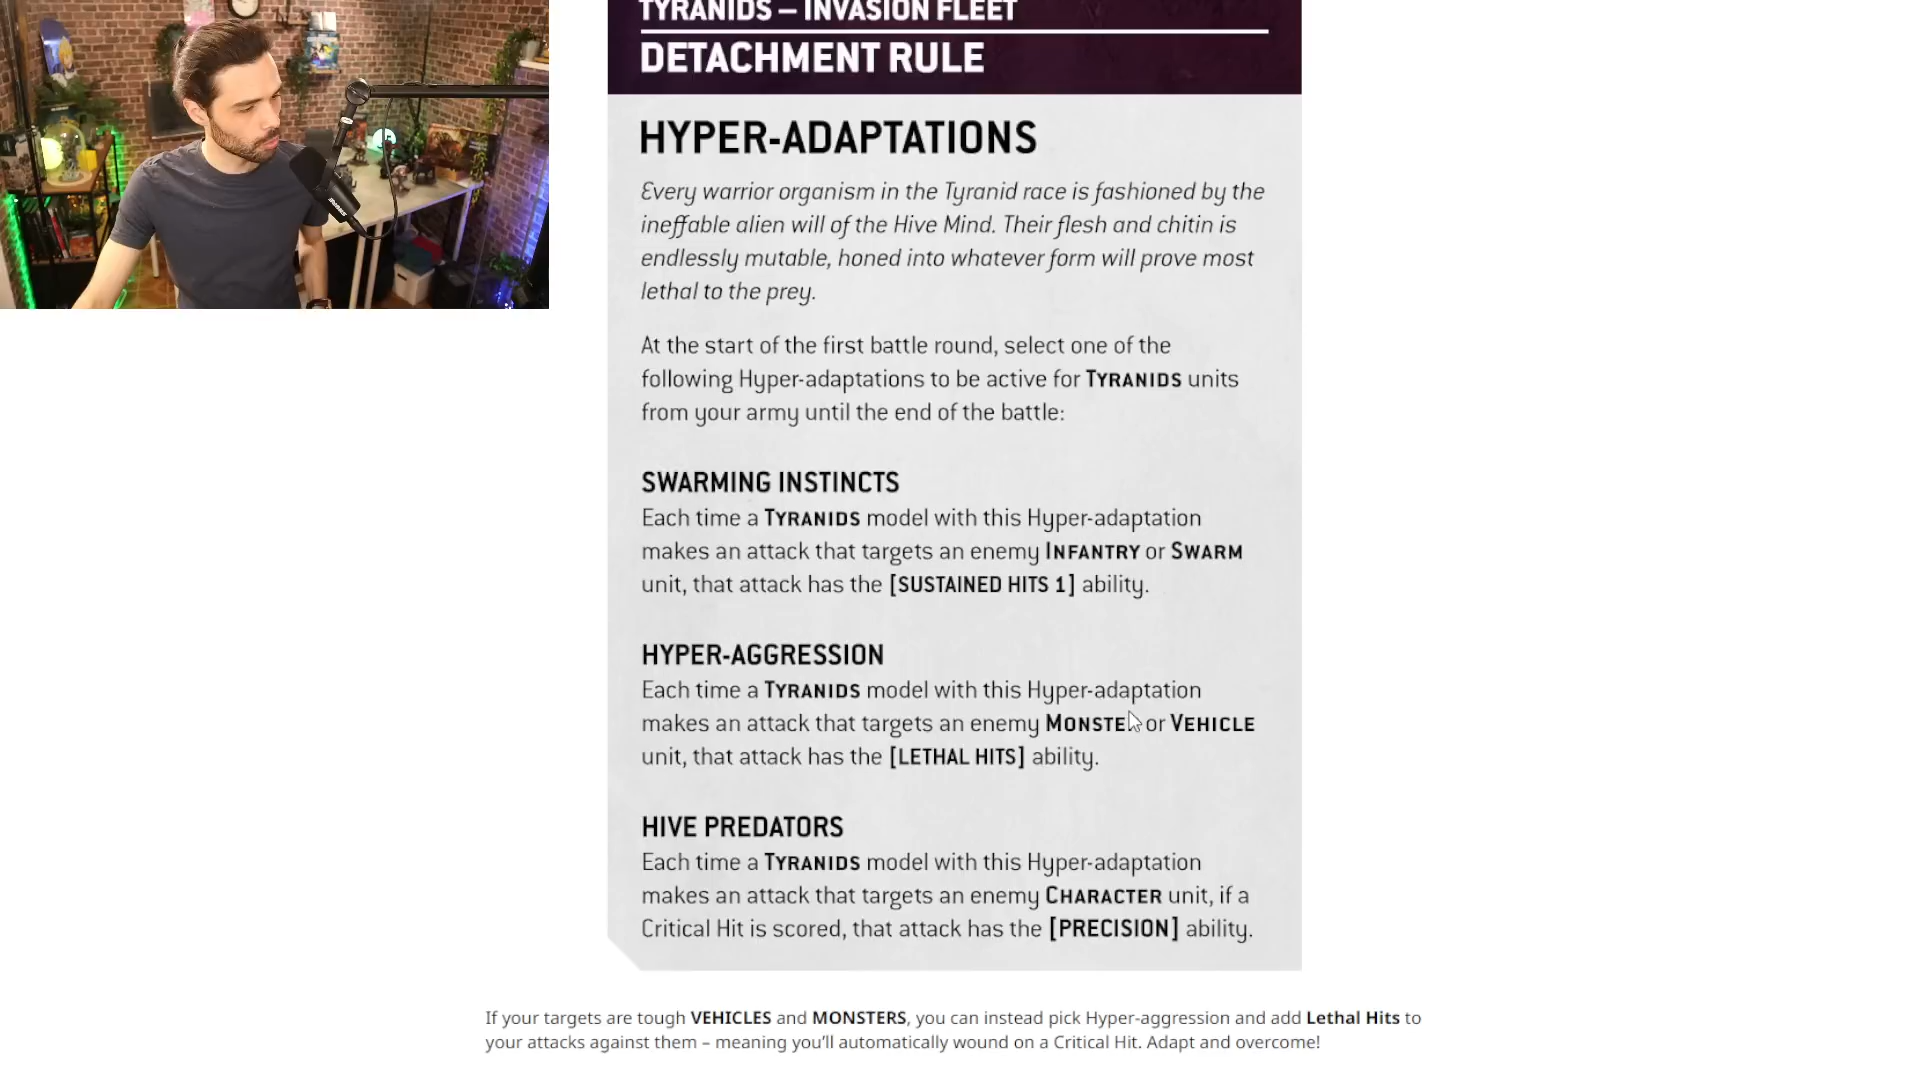 TYRANIDS – INVASION FLEET
DETACHMENT RULE
HYPER-ADAPTATIONS
Every warrior organism in the Tyranid race is fashioned by the
ineffable alien will of the Hive Mind. Their flesh and chitin is
endlessly mutable, honed into whatever form will prove most
lethal to the prey.
At the start of the first battle round, select one of the
following Hyper-adaptations to be active for TYRANIDS units
from your army until the end of the battle:
SWARMING INSTINCTS
Each time a TYRANIDS model with this Hyper-adaptation
makes an attack that targets an enemy INFANTRY or SWARM
unit, that attack has the [SUSTAINED HITS 1] ability.
HYPER-AGGRESSION
Each time a TYRANIDS model with this Hyper-adaptation
makes an attack that targets an enemy MONSTER or VEHICLE
unit, that attack has the [LETHAL HITS] ability.
HIVE PREDATORS
Each time a TYRANIDS model with this Hyper-adaptation
makes an attack that targets an enemy CHARACTER unit, if a
Critical Hit is scored, that attack has the [PRECISION] ability.
If your targets are tough VEHICLES and MONSTERS, you can instead pick Hyper-aggression and add Lethal Hits to
your attacks against them – meaning you'll automatically wound on a Critical Hit. Adapt and overcome!